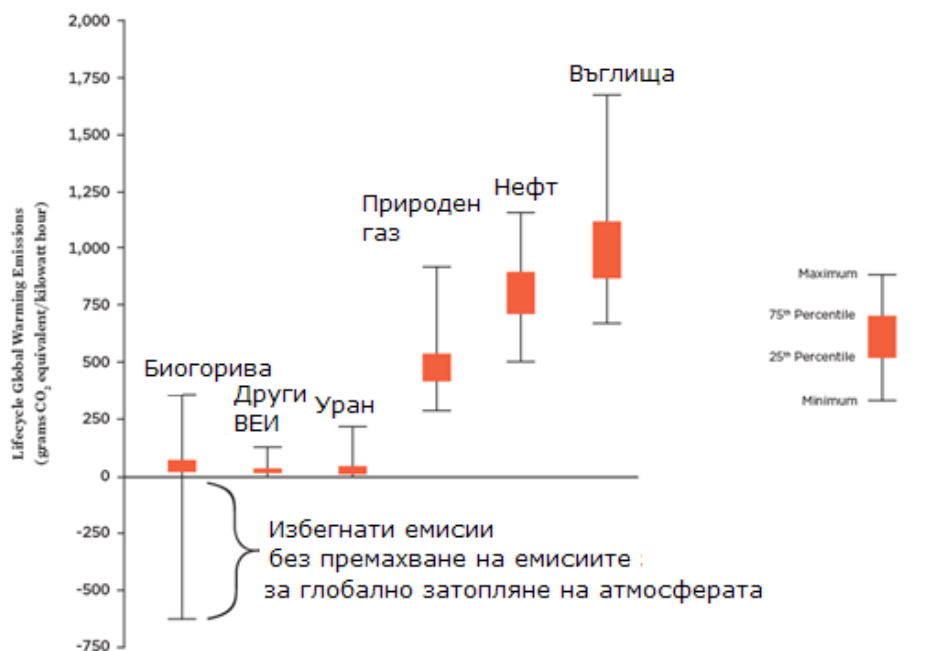 2,000
1,750
1,500
1,250
1,000
750
500
250
0
-250
-500
-750
Lifecycle Global Warming Emissions
(grams CO₂ equivalent/kilowatt hour)
Биогорива
Други
ВЕИ
Уран
Природен
газ
Нефт
Въглища
Избегнати емисии
без премахване на емисиите :
за глобално затопляне на атмосферата
Maximum
75th Percentile
25th Percentile
Minimum